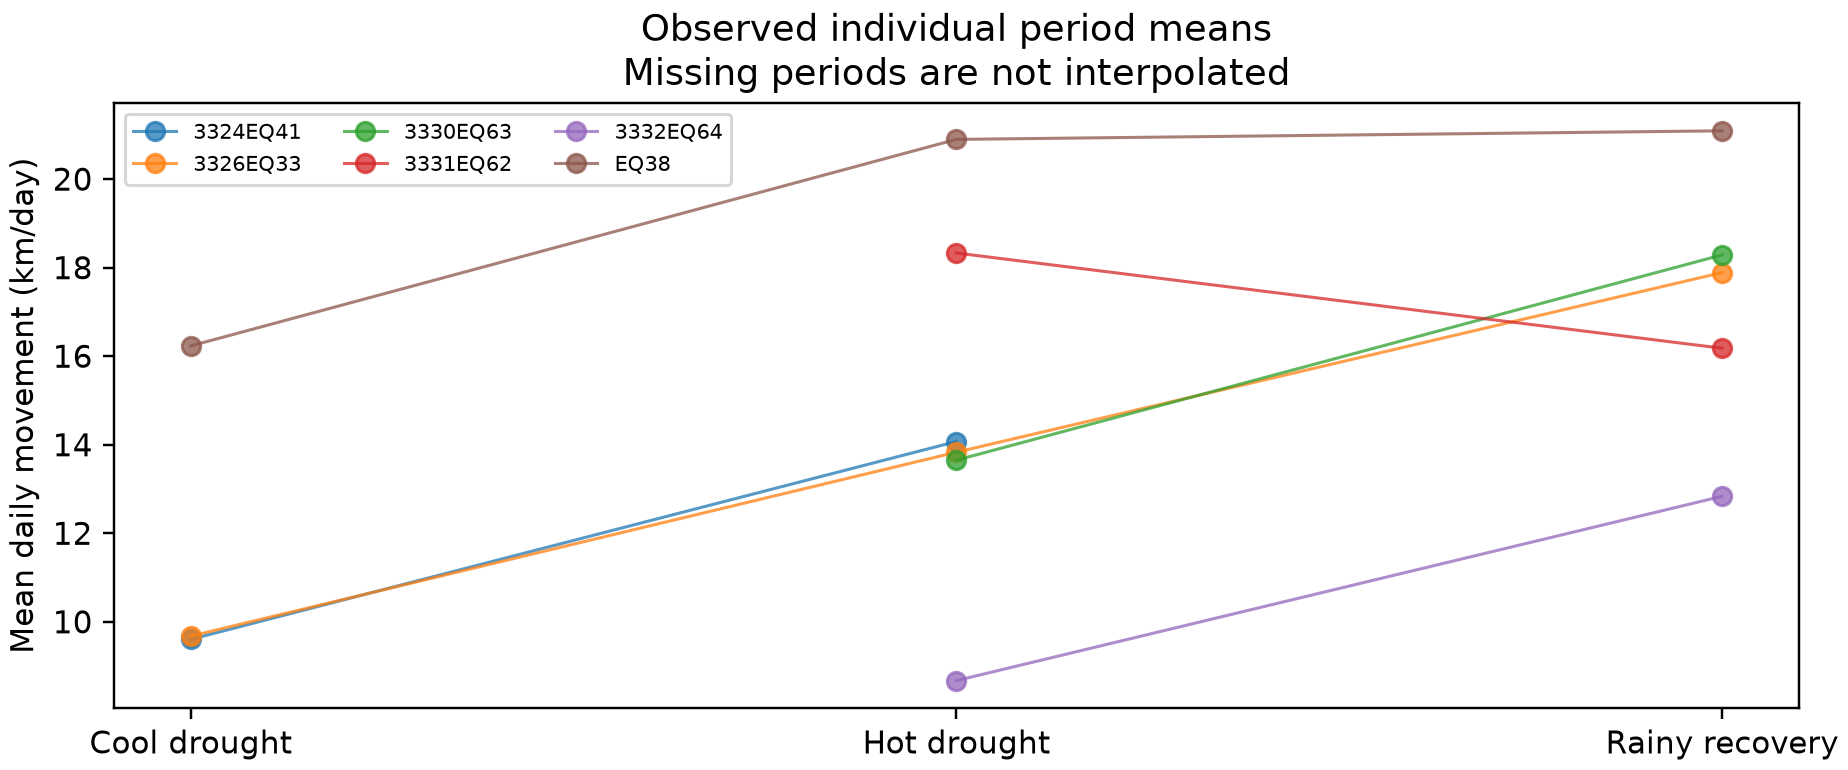 Observed individual period means
Missing periods are not interpolated
Mean daily movement (km/day)
20
18
16
14
12
10
3324EQ41 3330EQ63 3332EQ64
3326EQ33 3331EQ62 EQ38
Cool drought Hot drought Rainy recovery